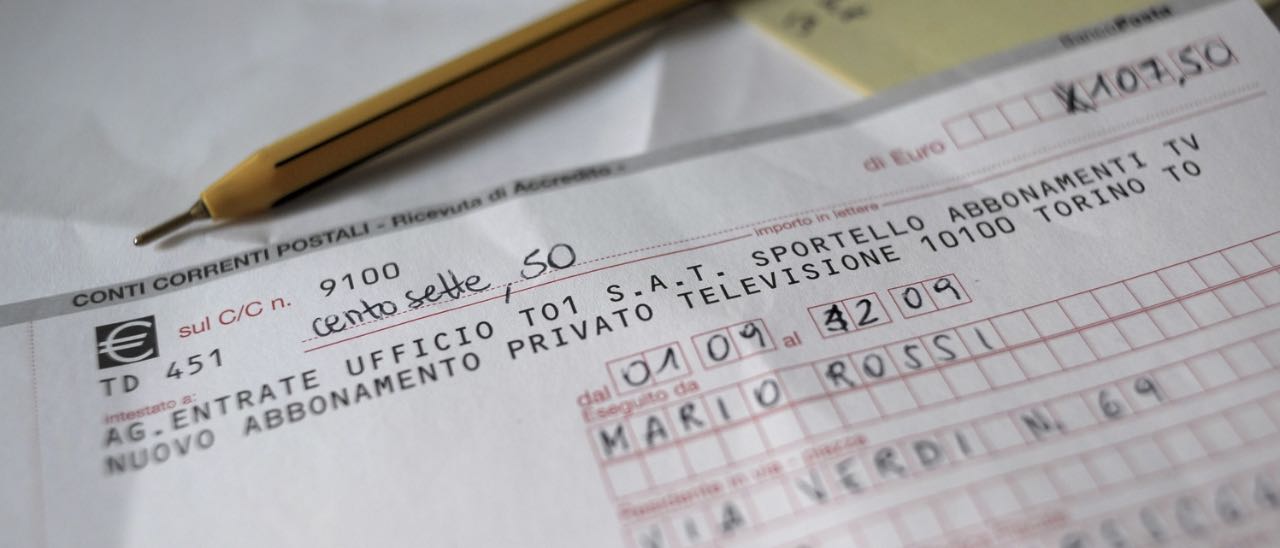 BancoPosta
CONTI CORRENTI POSTALI - Ricevuta di Accredito -
di Euro 107,50
sul C/C n. 9100
cento sette, 50 importo in lettere
TD 451
intestato a:
AG.ENTRATE UFFICIO TO1 S.A.T. SPORTELLO ABBONAMENTI TV
NUOVO ABBONAMENTO PRIVATO TELEVISIONE 10100 TORINO TO
dal 01 09 al 12 09
Eseguito da
MARIO ROSSI
VIA VERDI N. 69